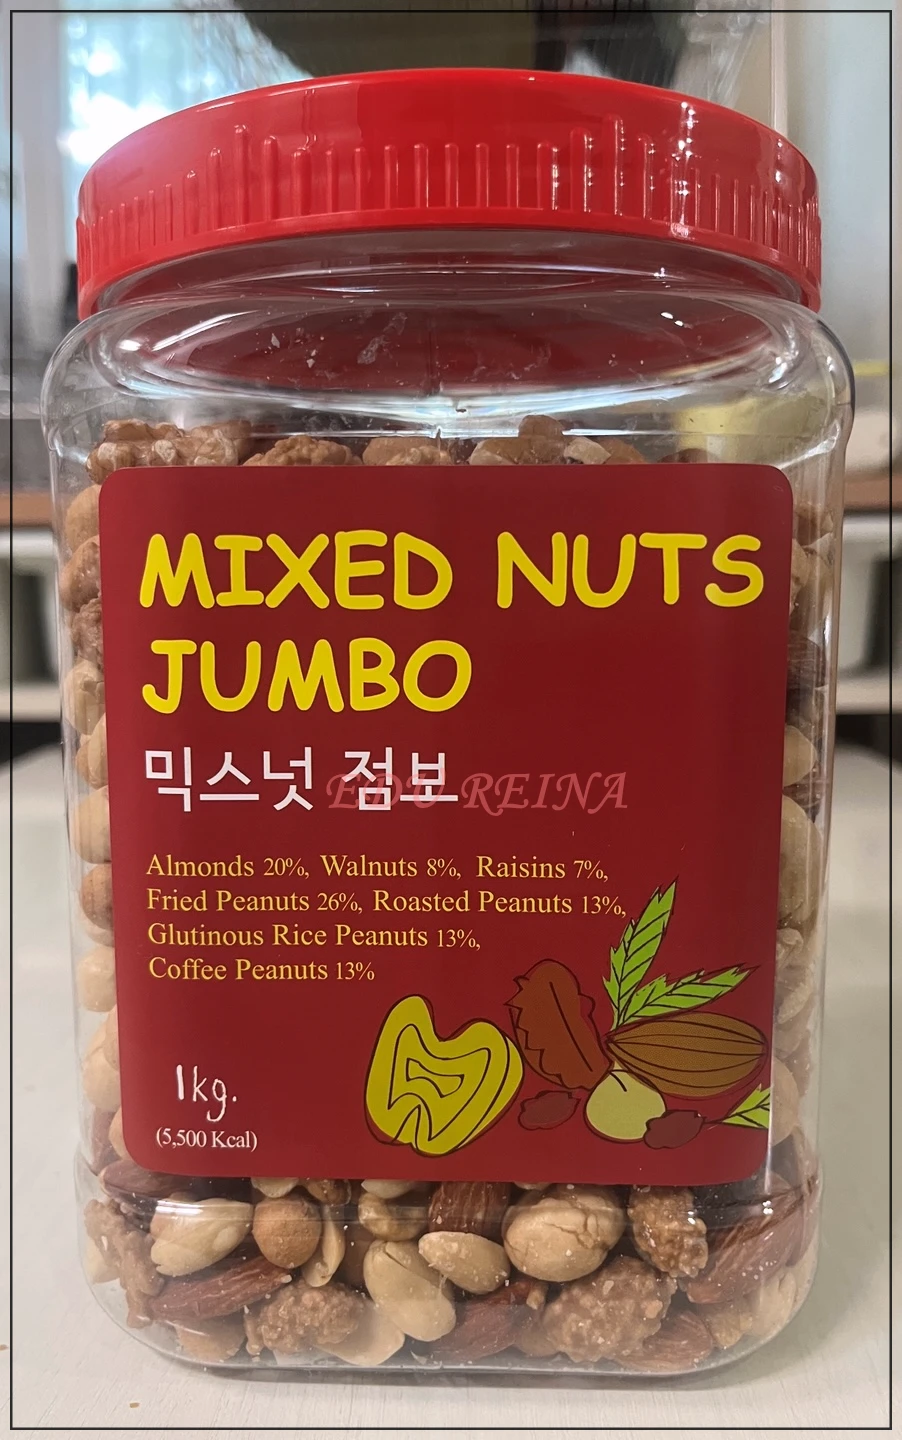 MIXED NUTS
JUMBO
믹스넛 점보
EDU REINA
Almonds 20%, Walnuts 8%, Raisins 7%,
Fried Peanuts 26%, Roasted Peanuts 13%,
Glutinous Rice Peanuts 13%,
Coffee Peanuts 13%
1kg.
(5,500 Kcal)